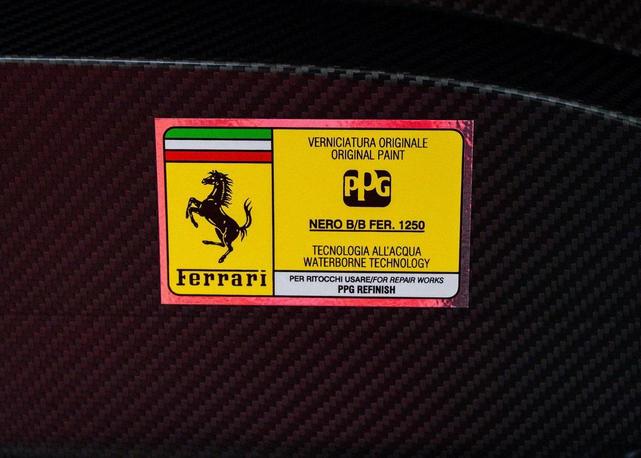 Ferrari
VERNICIATURA ORIGINALE
ORIGINAL PAINT
PPG
NERO B/B FER. 1250
TECNOLOGIA ALL'ACQUA
WATERBORNE TECHNOLOGY
PER RITOCCHI USARE/FOR REPAIR WORKS
PPG REFINISH